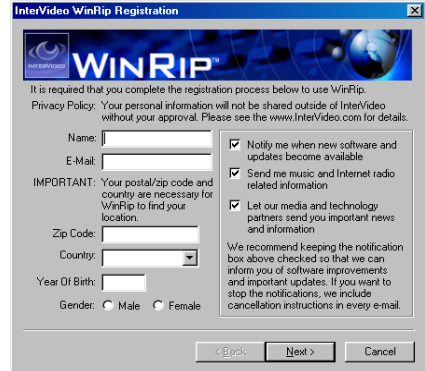 InterVideo WinRip Registration
INTERVIDEO
WINRIP™
It is required that you complete the registration process below to use WinRip.
Privacy Policy: Your personal information will not be shared outside of InterVideo
without your approval. Please see the www.InterVideo.com for details.
Name:
E-Mail:
IMPORTANT: Your postal/zip code and
country are necessary for
WinRip to find your
location.
Zip Code:
Country:
Year Of Birth:
Gender: Male Female
Notify me when new software and
updates become available
Send me music and Internet radio
related information
Let our media and technology
partners send you important news
and information
We recommend keeping the notification
box above checked so that we can
inform you of software improvements
and important updates. If you want to
stop the notifications, we include
cancellation instructions in every e-mail.
< Back Next > Cancel